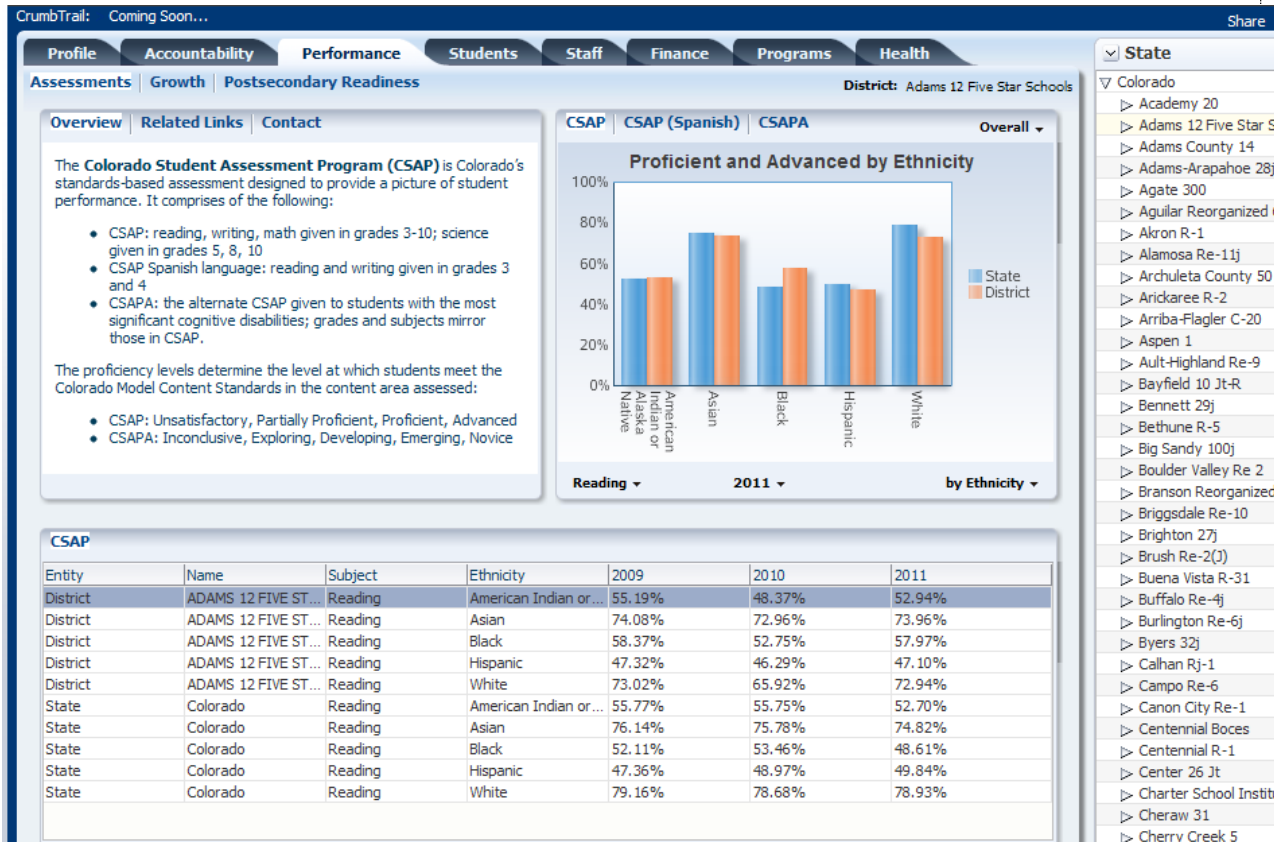 CrumbTrail: Coming Soon...
Share
Profile Accountability Performance Students Staff Finance Programs Health
Assessments Growth Postsecondary Readiness
District: Adams 12 Five Star Schools
Overview Related Links Contact
The Colorado Student Assessment Program (CSAP) is Colorado's
standards-based assessment designed to provide a picture of student
performance. It comprises of the following:
• CSAP: reading, writing, math given in grades 3-10; science
given in grades 5, 8, 10
• CSAP Spanish language: reading and writing given in grades 3
and 4
• CSAPA: the alternate CSAP given to students with the most
significant cognitive disabilities; grades and subjects mirror
those in CSAP.
The proficiency levels determine the level at which students meet the
Colorado Model Content Standards in the content area assessed:
• CSAP: Unsatisfactory, Partially Proficient, Proficient, Advanced
• CSAPA: Inconclusive, Exploring, Developing, Emerging, Novice
CSAP CSAP (Spanish) CSAPA
Overall
Proficient and Advanced by Ethnicity
100%
80%
60%
40%
20%
0%
American
Indian or
Alaska
Native
Asian
Black
Hispanic
White
State
District
Reading 2011 by Ethnicity
CSAP
Entity Name Subject Ethnicity 2009 2010 2011
District ADAMS 12 FIVE ST... Reading American Indian or... 55.19% 48.37% 52.94%
District ADAMS 12 FIVE ST... Reading Asian 74.08% 72.96% 73.96%
District ADAMS 12 FIVE ST... Reading Black 58.37% 52.75% 57.97%
District ADAMS 12 FIVE ST... Reading Hispanic 47.32% 46.29% 47.10%
District ADAMS 12 FIVE ST... Reading White 73.02% 65.92% 72.94%
State Colorado Reading American Indian or... 55.77% 55.75% 52.70%
State Colorado Reading Asian 76.14% 75.78% 74.82%
State Colorado Reading Black 52.11% 53.46% 48.61%
State Colorado Reading Hispanic 47.36% 48.97% 49.84%
State Colorado Reading White 79.16% 78.68% 78.93%
State
Colorado
Academy 20
Adams 12 Five Star S
Adams County 14
Adams-Arapahoe 28j
Agate 300
Aguilar Reorganized
Akron R-1
Alamosa Re-11j
Archuleta County 50
Arickaree R-2
Arriba-Flagler C-20
Aspen 1
Ault-Highland Re-9
Bayfield 10 Jt-R
Bennett 29j
Bethune R-5
Big Sandy 100j
Boulder Valley Re 2
Branson Reorganized
Briggsdale Re-10
Brighton 27j
Brush Re-2(J)
Buena Vista R-31
Buffalo Re-4j
Burlington Re-6j
Byers 32j
Calhan Rj-1
Campo Re-6
Canon City Re-1
Centennial Boces
Centennial R-1
Center 26 Jt
Charter School Instit
Cheraw 31
Cherry Creek 5